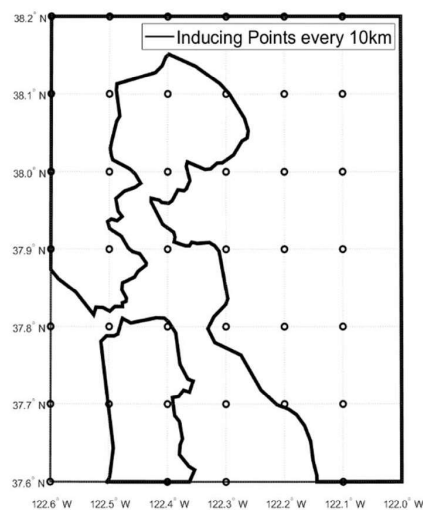 38.2° N
Inducing Points every 10km
38.1° N
38.0° N
37.9° N
37.8° N
37.7° N
37.6° N
122.6° W 122.5° W 122.4° W 122.3° W 122.2° W 122.1° W 122.0° W